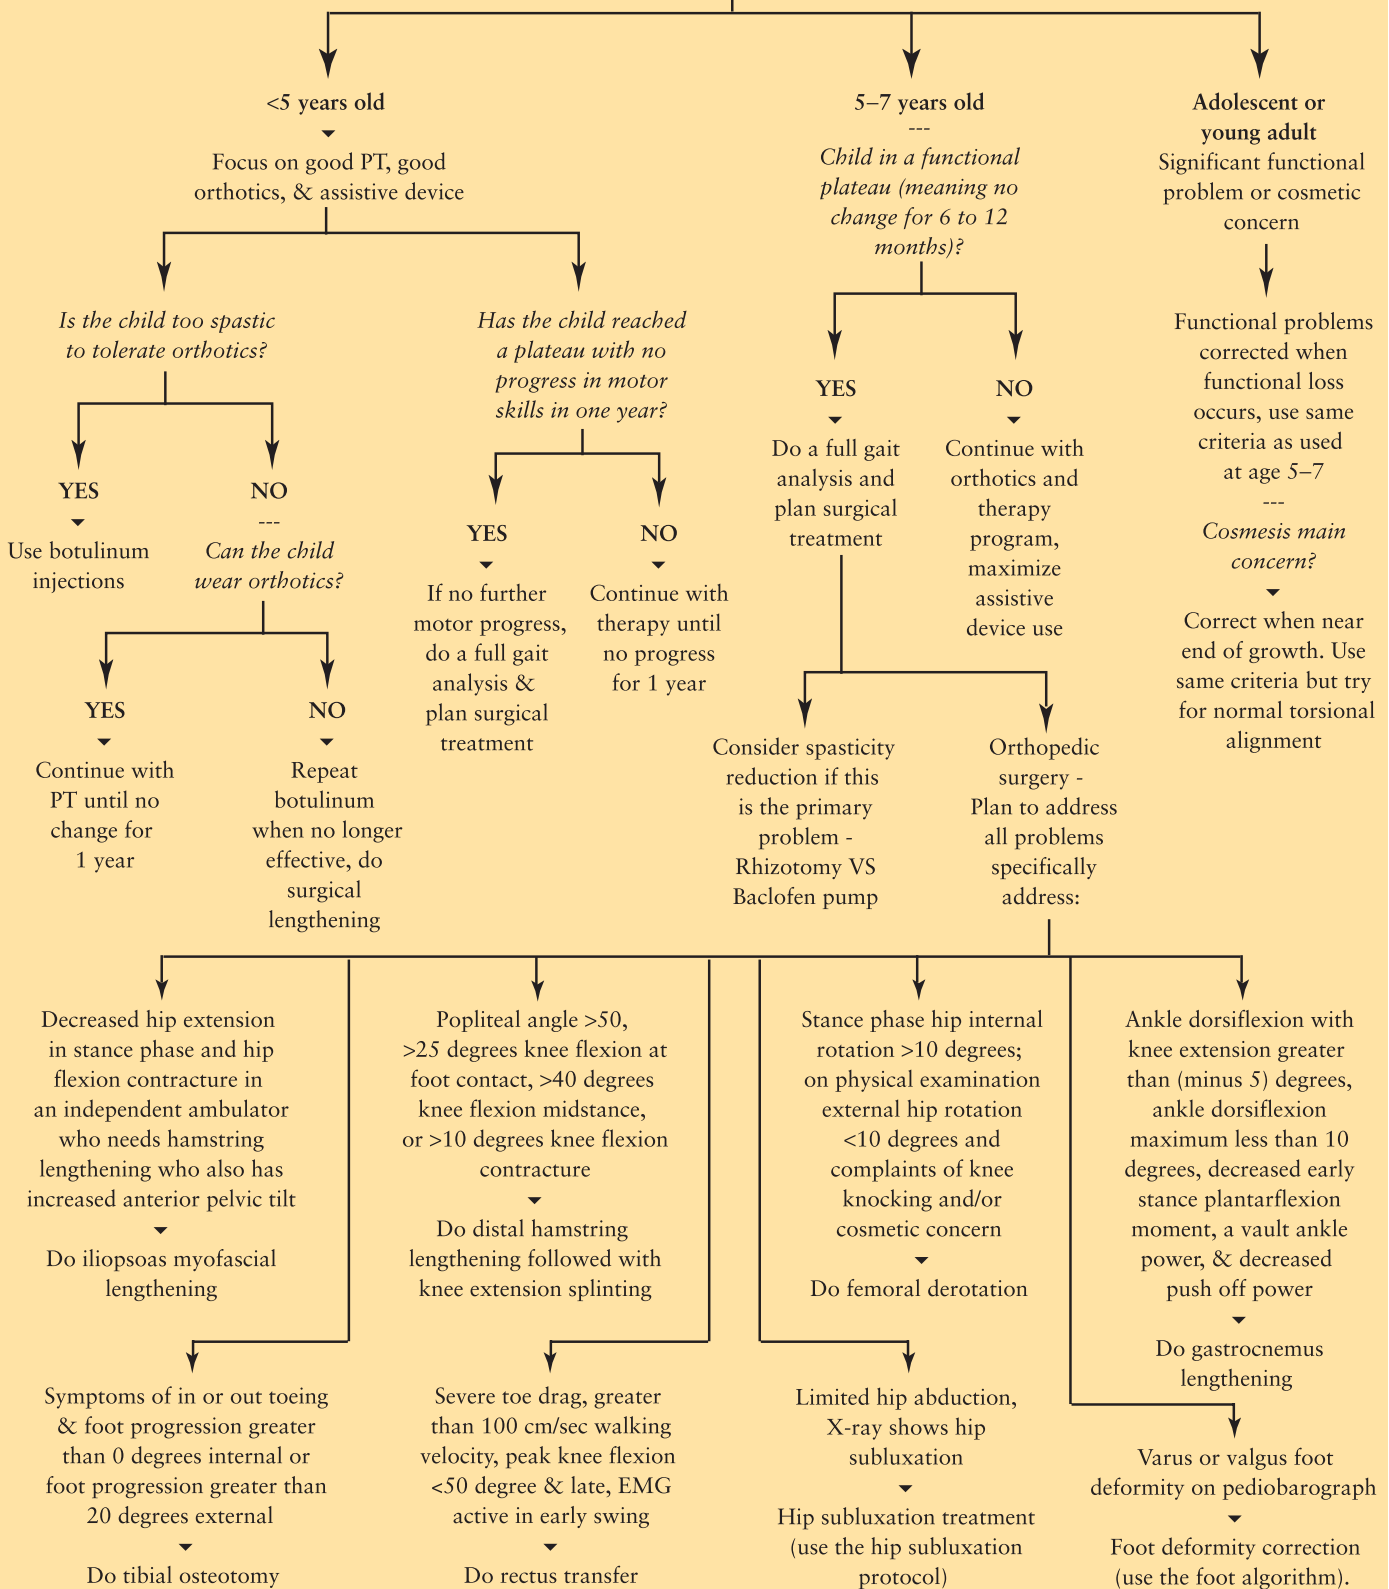 <5 years old
Focus on good PT, good
orthotics, & assistive device
Is the child too spastic
to tolerate orthotics?
YES
Use botulinum
injections
NO
---
Can the child
wear orthotics?
YES
Continue with
PT until no
change for
1 year
NO
Repeat
botulinum
when no longer
effective, do
surgical
lengthening
Has the child reached
a plateau with no
progress in motor
skills in one year?
YES
If no further
motor progress,
do a full gait
analysis &
plan surgical
treatment
NO
Continue with
therapy until
no progress
for 1 year
5–7 years old
---
Child in a functional
plateau (meaning no
change for 6 to 12
months)?
YES
Do a full gait
analysis and
plan surgical
treatment
NO
Continue with
orthotics and
therapy
program,
maximize
assistive
device use
Consider spasticity
reduction if this
is the primary
problem -
Rhizotomy VS
Baclofen pump
Orthopedic
surgery -
Plan to address
all problems
specifically
address:
Adolescent or
young adult
Significant functional
problem or cosmetic
concern
Functional problems
corrected when
functional loss
occurs, use same
criteria as used
at age 5–7
---
Cosmesis main
concern?
Correct when near
end of growth. Use
same criteria but try
for normal torsional
alignment
Decreased hip extension
in stance phase and hip
flexion contracture in
an independent ambulator
who needs hamstring
lengthening who also has
increased anterior pelvic tilt
Do iliopsoas myofascial
lengthening
Popliteal angle >50,
>25 degrees knee flexion at
foot contact, >40 degrees
knee flexion midstance,
or >10 degrees knee flexion
contracture
Do distal hamstring
lengthening followed with
knee extension splinting
Stance phase hip internal
rotation >10 degrees;
on physical examination
external hip rotation
<10 degrees and
complaints of knee
knocking and/or
cosmetic concern
Do femoral derotation
Ankle dorsiflexion with
knee extension greater
than (minus 5) degrees,
ankle dorsiflexion
maximum less than 10
degrees, decreased early
stance plantarflexion
moment, a vault ankle
power, & decreased
push off power
Do gastrocnemus
lengthening
Symptoms of in or out toeing
& foot progression greater
than 0 degrees internal or
foot progression greater than
20 degrees external
Do tibial osteotomy
Severe toe drag, greater
than 100 cm/sec walking
velocity, peak knee flexion
<50 degree & late, EMG
active in early swing
Do rectus transfer
Limited hip abduction,
X-ray shows hip
subluxation
Hip subluxation treatment
(use the hip subluxation
protocol)
Varus or valgus foot
deformity on pediobarograph
Foot deformity correction
(use the foot algorithm).